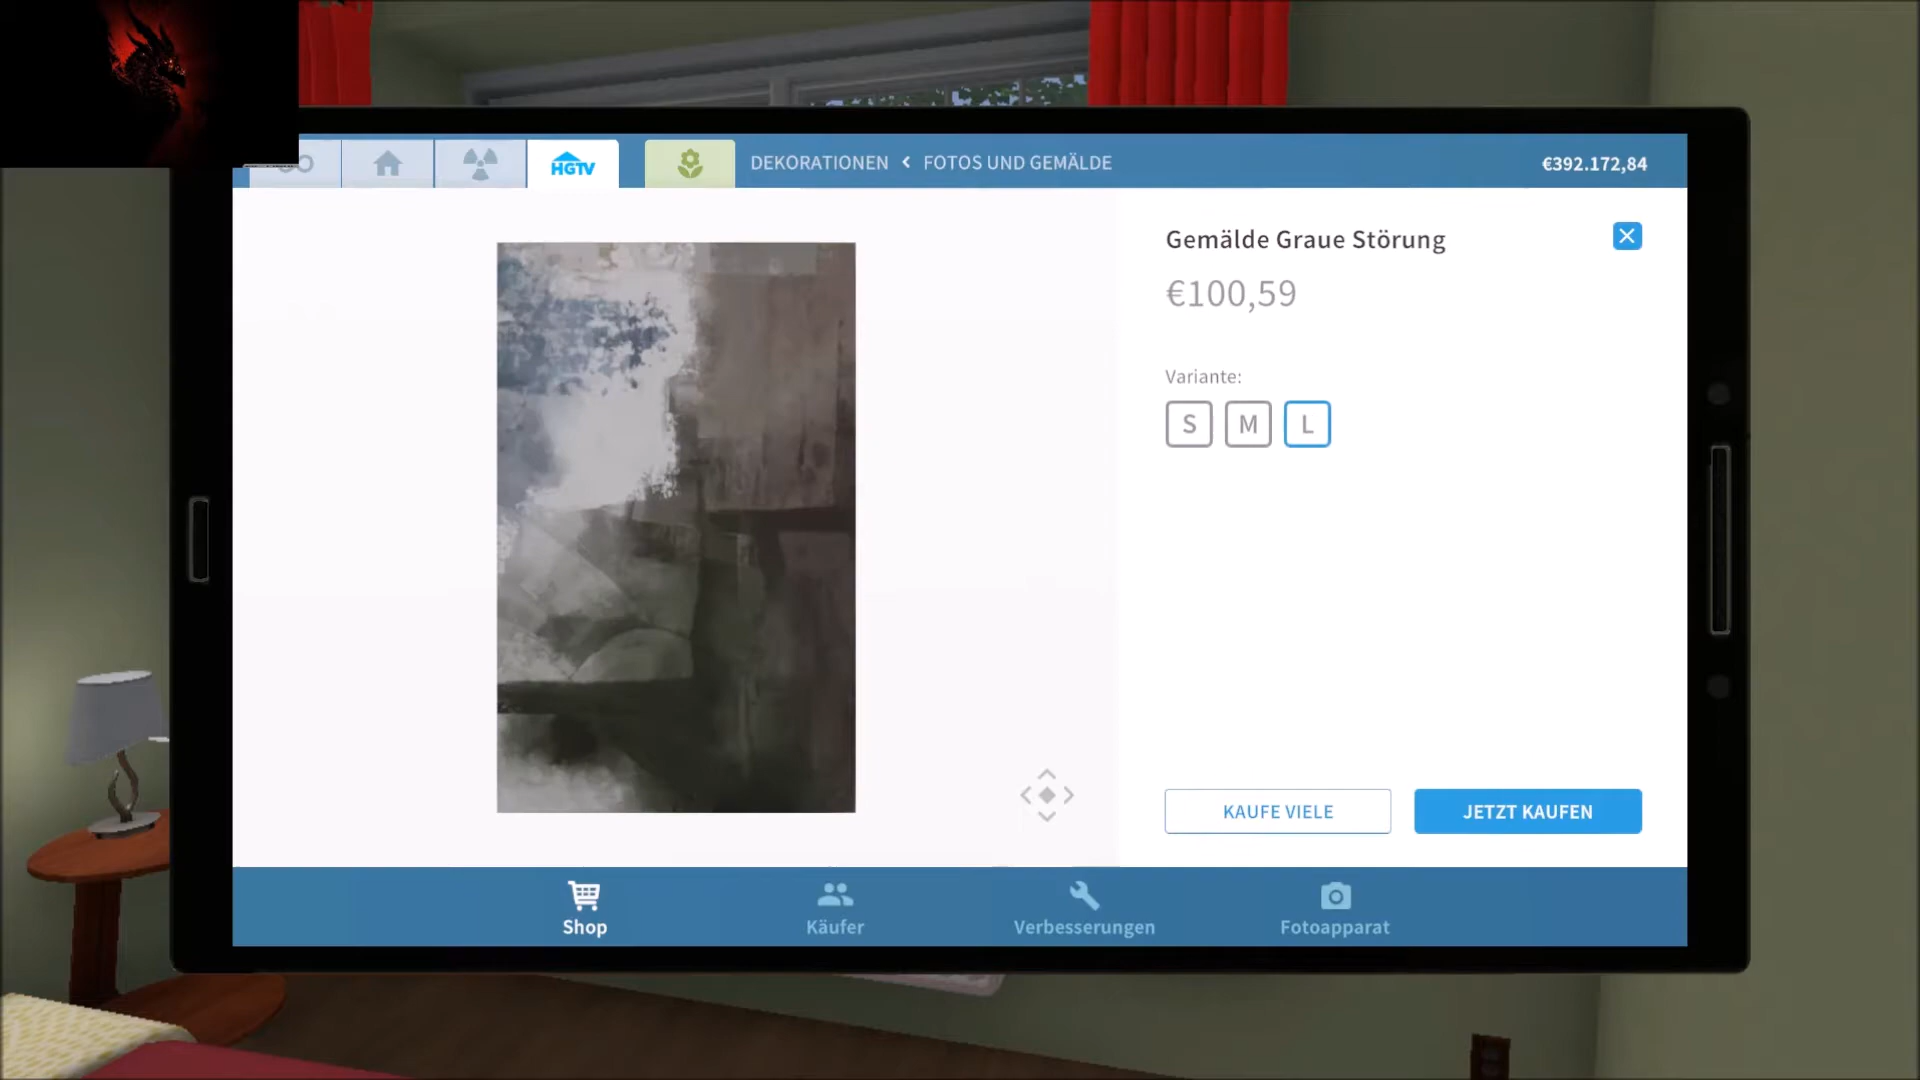 HGTV
DEKORATIONEN < FOTOS UND GEMÄLDE
€392.172,84
Gemälde Graue Störung
€100,59
Variante:
S M L
KAUFE VIELE
JETZT KAUFEN
Shop
Käufer
Verbesserungen
Fotoapparat